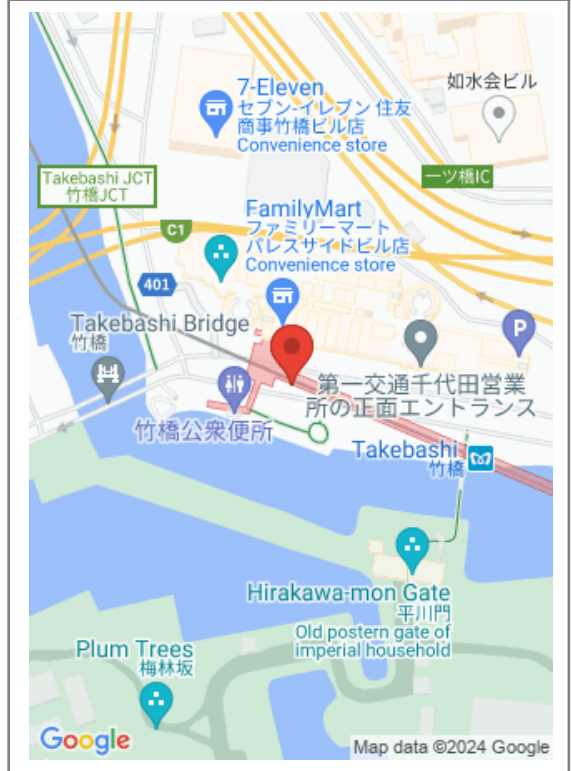 7-Eleven
セブン-イレブン 住友
商事竹橋ビル店
Convenience store
如水会ビル
Takebashi JCT
竹橋JCT
一ツ橋IC
FamilyMart
ファミリーマート
パレスサイドビル店
Convenience store
C1
401
Takebashi Bridge
竹橋
P
第一交通千代田営業
所の正面エントランス
竹橋公衆便所
Takebashi
竹橋
Hirakawa-mon Gate
平川門
Old postern gate of
imperial household
Plum Trees
梅林坂
Google
Map data ©2024 Google